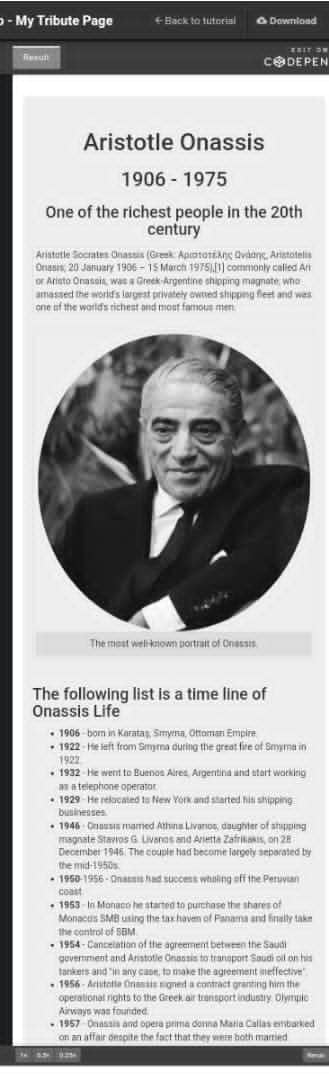 o - My Tribute Page
← Back to tutorial
Download
Result
EDIT ON
CODEPEN
Aristotle Onassis
1906 - 1975
One of the richest people in the 20th
century
Aristotle Socrates Onassis (Greek: Αριστοτέλης Ωνάσης, Aristotelis
Onasis; 20 January 1906 – 15 March 1975),[1] commonly called Ari
or Aristo Onassis, was a Greek-Argentine shipping magnate, who
amassed the world's largest privately owned shipping fleet and was
one of the world's richest and most famous men.
The most well-known portrait of Onassis.
The following list is a time line of
Onassis Life
• 1906 - born in Karataş, Smyrna, Ottoman Empire.
• 1922 - He left from Smyrna during the great fire of Smyrna in
1922.
• 1932 - He went to Buenos Aires, Argentina and start working
as a telephone operator.
• 1929 - He relocated to New York and started his shipping
businesses.
• 1946 - Onassis married Athina Livanos, daughter of shipping
magnate Stavros G. Livanos and Arietta Zafrikakis, on 28
December 1946. The couple had become largely separated by
the mid-1950s.
• 1950-1956 - Onassis had success whaling off the Peruvian
coast.
• 1953 - In Monaco he started to purchase the shares of
Monaco's SMB using the tax haven of Panama and finally take
the control of SBM.
• 1954 - Cancelation of the agreement between the Saudi
government and Aristotle Onassis to transport Saudi oil on his
tankers and "in any case, to make the agreement ineffective".
• 1956 - Aristotle Onassis signed a contract granting him the
operational rights to the Greek air transport industry. Olympic
Airways was founded.
• 1957 - Onassis and opera prima donna Maria Callas embarked
on an affair despite the fact that they were both married.
1x 0.5x 0.25x
Rerun